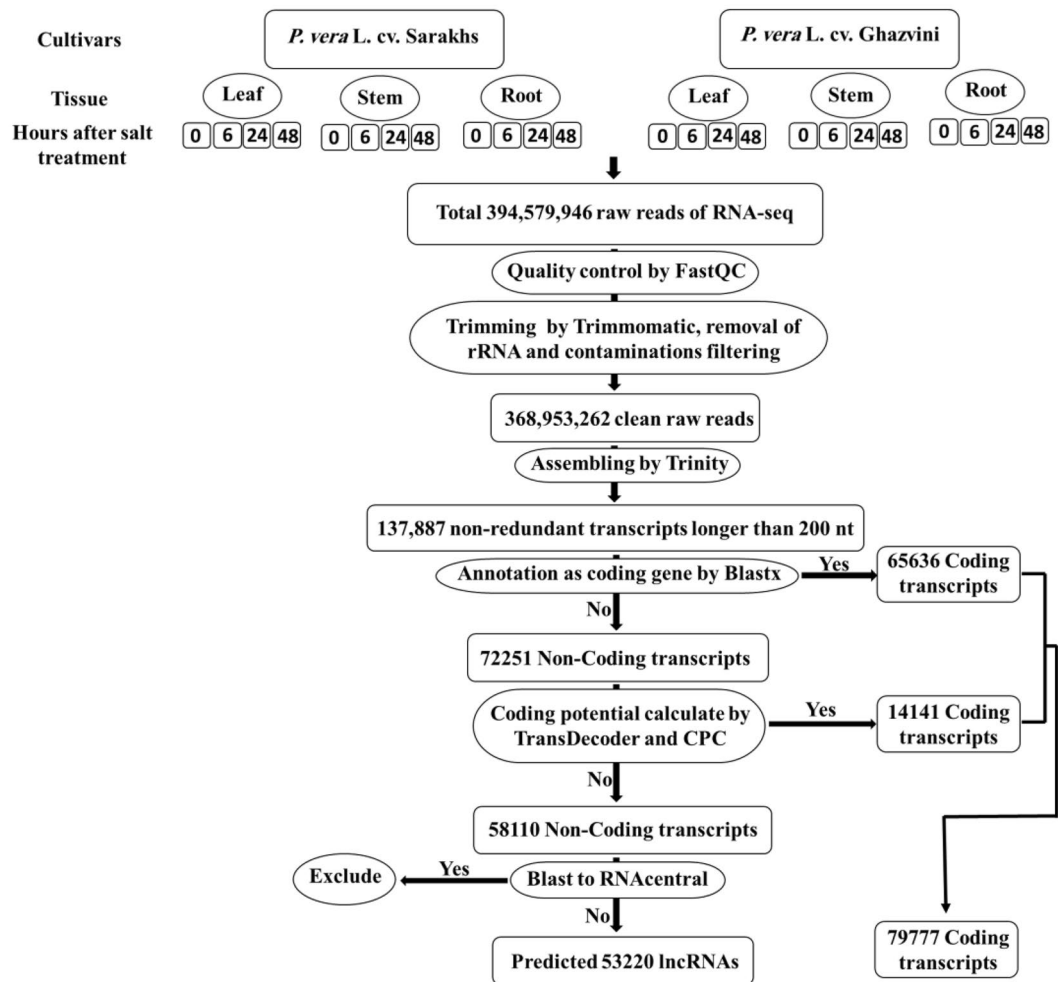 Cultivars
P. vera L. cv. Sarakhs
P. vera L. cv. Ghazvini
Tissue
Leaf
Stem
Root
Leaf
Stem
Root
Hours after salt
treatment
0 6 24 48
0 6 24 48
0 6 24 48
0 6 24 48
0 6 24 48
0 6 24 48
Total 394,579,946 raw reads of RNA-seq
Quality control by FastQC
Trimming by Trimmomatic, removal of
rRNA and contaminations filtering
368,953,262 clean raw reads
Assembling by Trinity
137,887 non-redundant transcripts longer than 200 nt
Annotation as coding gene by Blastx
Yes
65636 Coding
transcripts
No
72251 Non-Coding transcripts
Coding potential calculate by
TransDecoder and CPC
Yes
14141 Coding
transcripts
No
58110 Non-Coding transcripts
Blast to RNAcentral
Yes
Exclude
No
Predicted 53220 lncRNAs
79777 Coding
transcripts